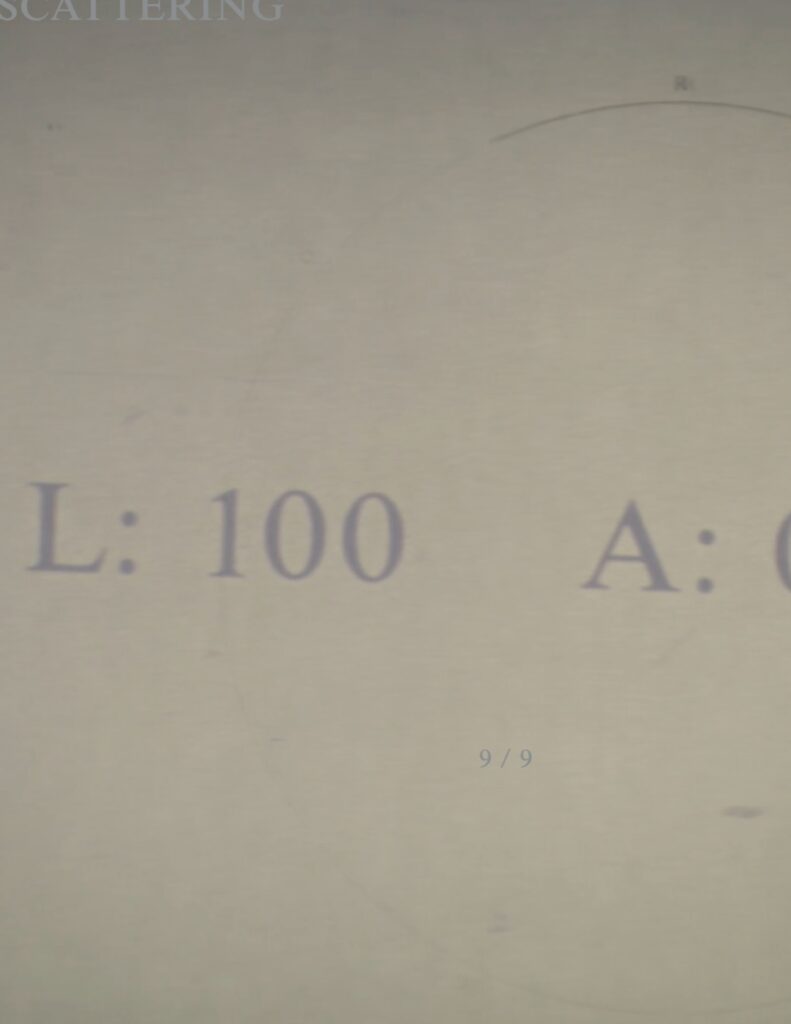 SCATTERING
L: 100 A:
9 / 9